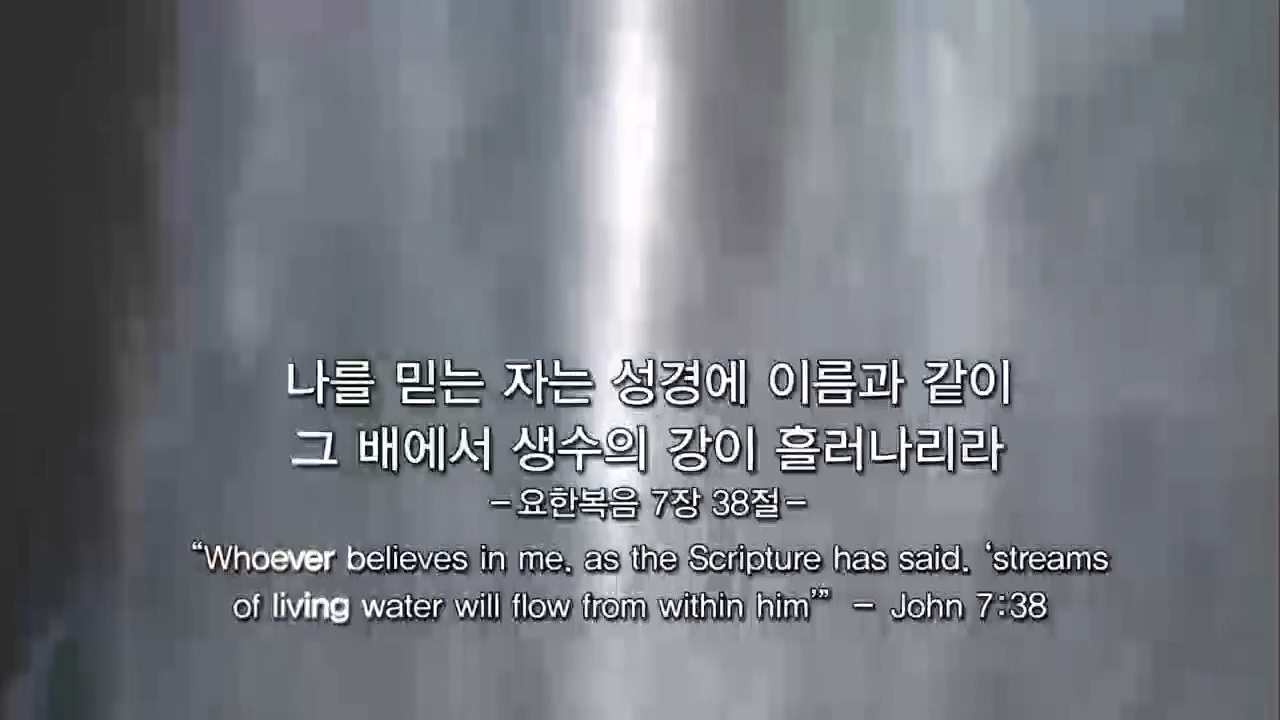 나를 믿는 자는 성경에 이름과 같이
그 배에서 생수의 강이 흘러나리라
-요한복음 7장 38절-
“Whoever believes in me, as the Scripture has said, ‘streams
of living water will flow from within him’” - John 7:38